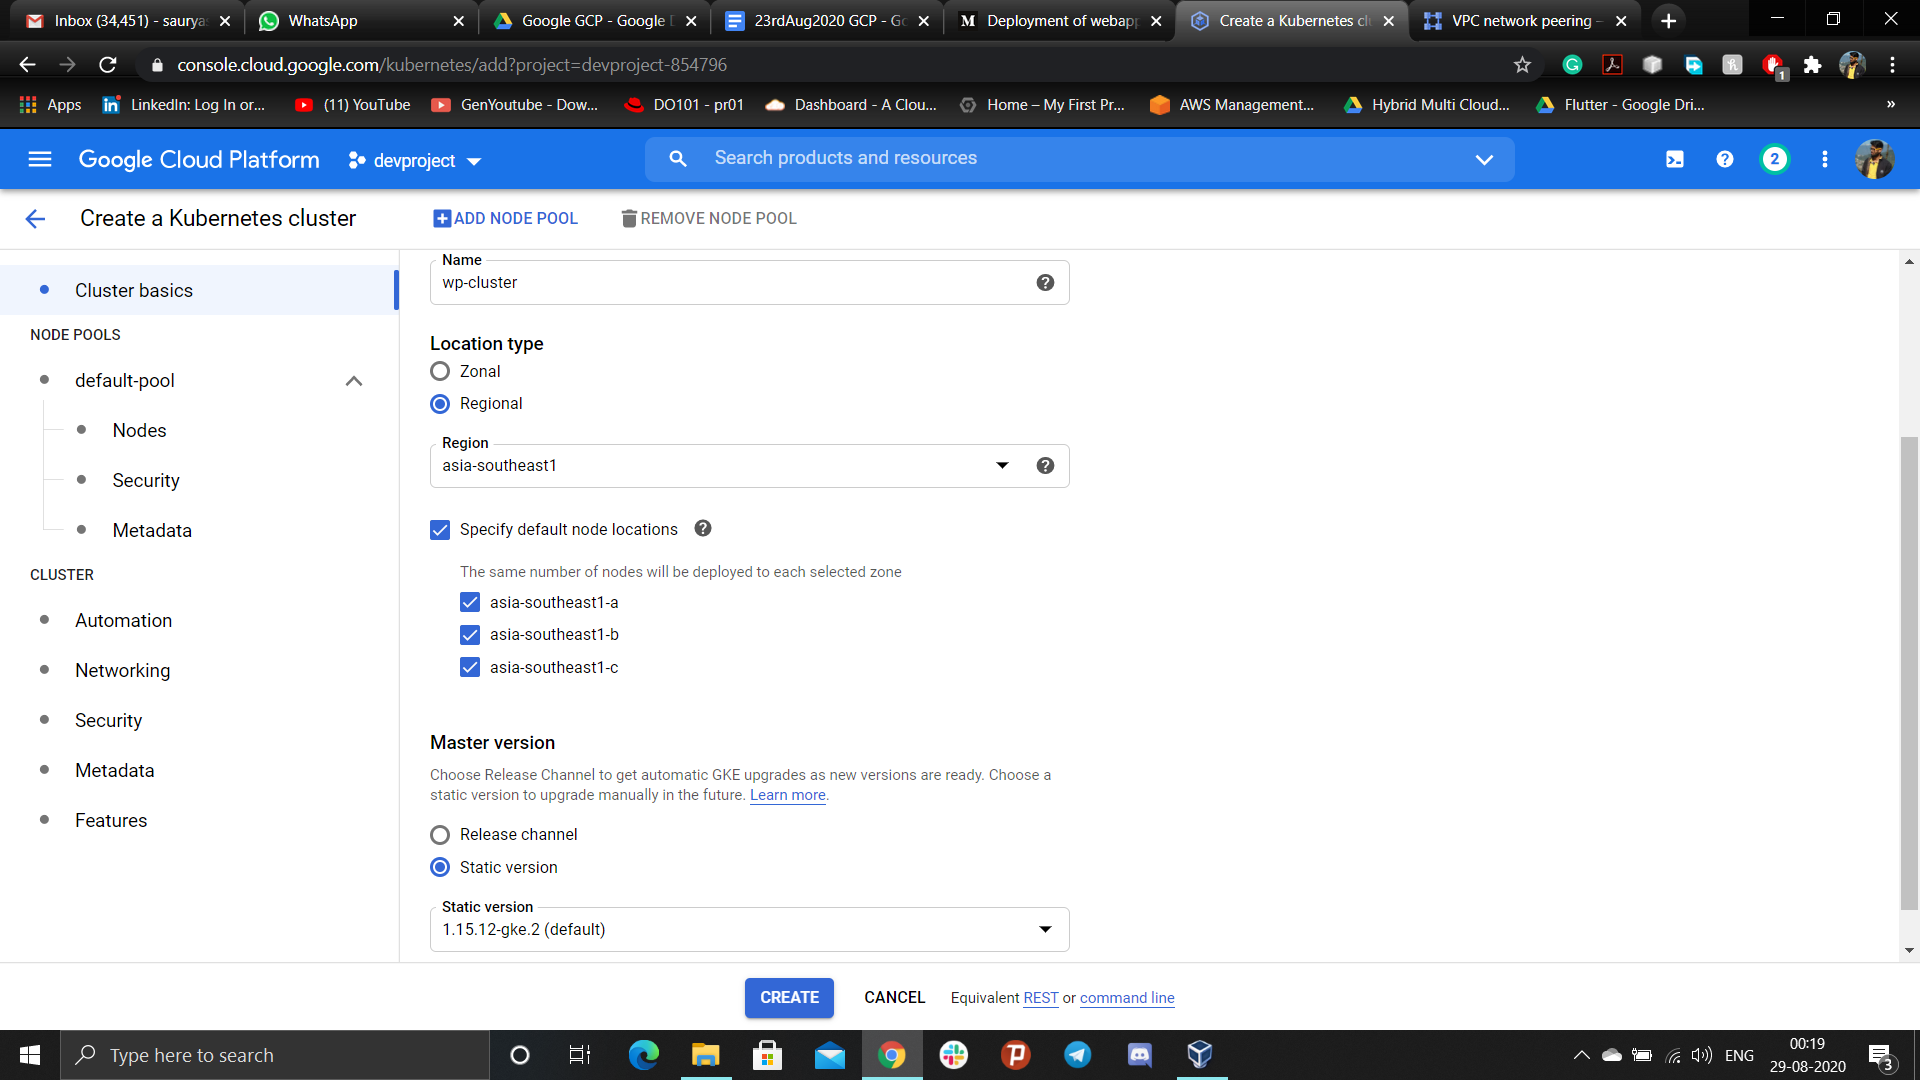 Inbox (34,451) - saurya
WhatsApp
Google GCP - Google D
23rdAug2020 GCP - Go
Deployment of webapp
Create a Kubernetes cl
VPC network peering –
console.cloud.google.com/kubernetes/add?project=devproject-854796
1
Apps
LinkedIn: Log In or...
(11) YouTube
GenYoutube - Dow...
DO101 - pr01
Dashboard - A Clou...
Home – My First Pr...
AWS Management...
Hybrid Multi Cloud...
Flutter - Google Dri...
»
Google Cloud Platform
devproject
Search products and resources
2
Create a Kubernetes cluster
ADD NODE POOL
REMOVE NODE POOL
Cluster basics
NODE POOLS
default-pool
Nodes
Security
Metadata
CLUSTER
Automation
Networking
Security
Metadata
Features
Name
wp-cluster
Location type
Zonal
Regional
Region
asia-southeast1
Specify default node locations
The same number of nodes will be deployed to each selected zone
asia-southeast1-a
asia-southeast1-b
asia-southeast1-c
Master version
Choose Release Channel to get automatic GKE upgrades as new versions are ready. Choose a
static version to upgrade manually in the future. Learn more.
Release channel
Static version
Static version
1.15.12-gke.2 (default)
CREATE
CANCEL
Equivalent REST or command line
Type here to search
ENG
00:19
29-08-2020
3